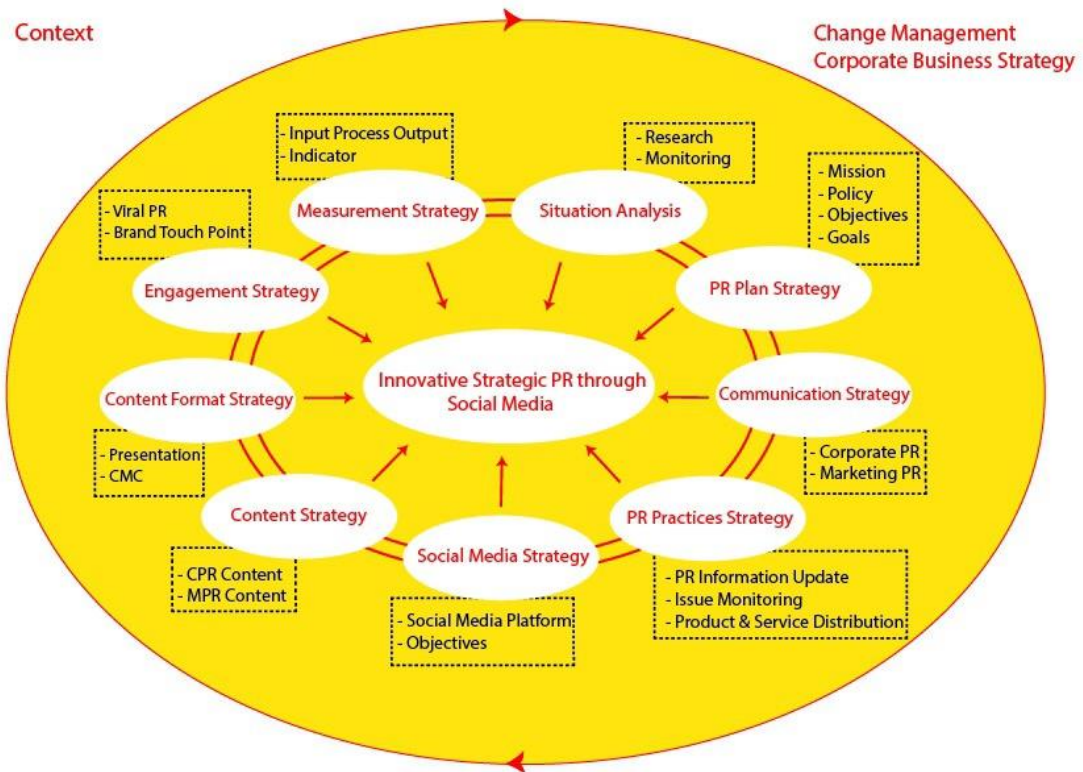 Context
Change Management
Corporate Business Strategy
- Input Process Output
- Indicator
Measurement Strategy
- Research
- Monitoring
Situation Analysis
- Mission
- Policy
- Objectives
- Goals
PR Plan Strategy
- Viral PR
- Brand Touch Point
Engagement Strategy
Innovative Strategic PR through
Social Media
Content Format Strategy
- Presentation
- CMC
Communication Strategy
- Corporate PR
- Marketing PR
Content Strategy
- CPR Content
- MPR Content
Social Media Strategy
- Social Media Platform
- Objectives
PR Practices Strategy
- PR Information Update
- Issue Monitoring
- Product & Service Distribution